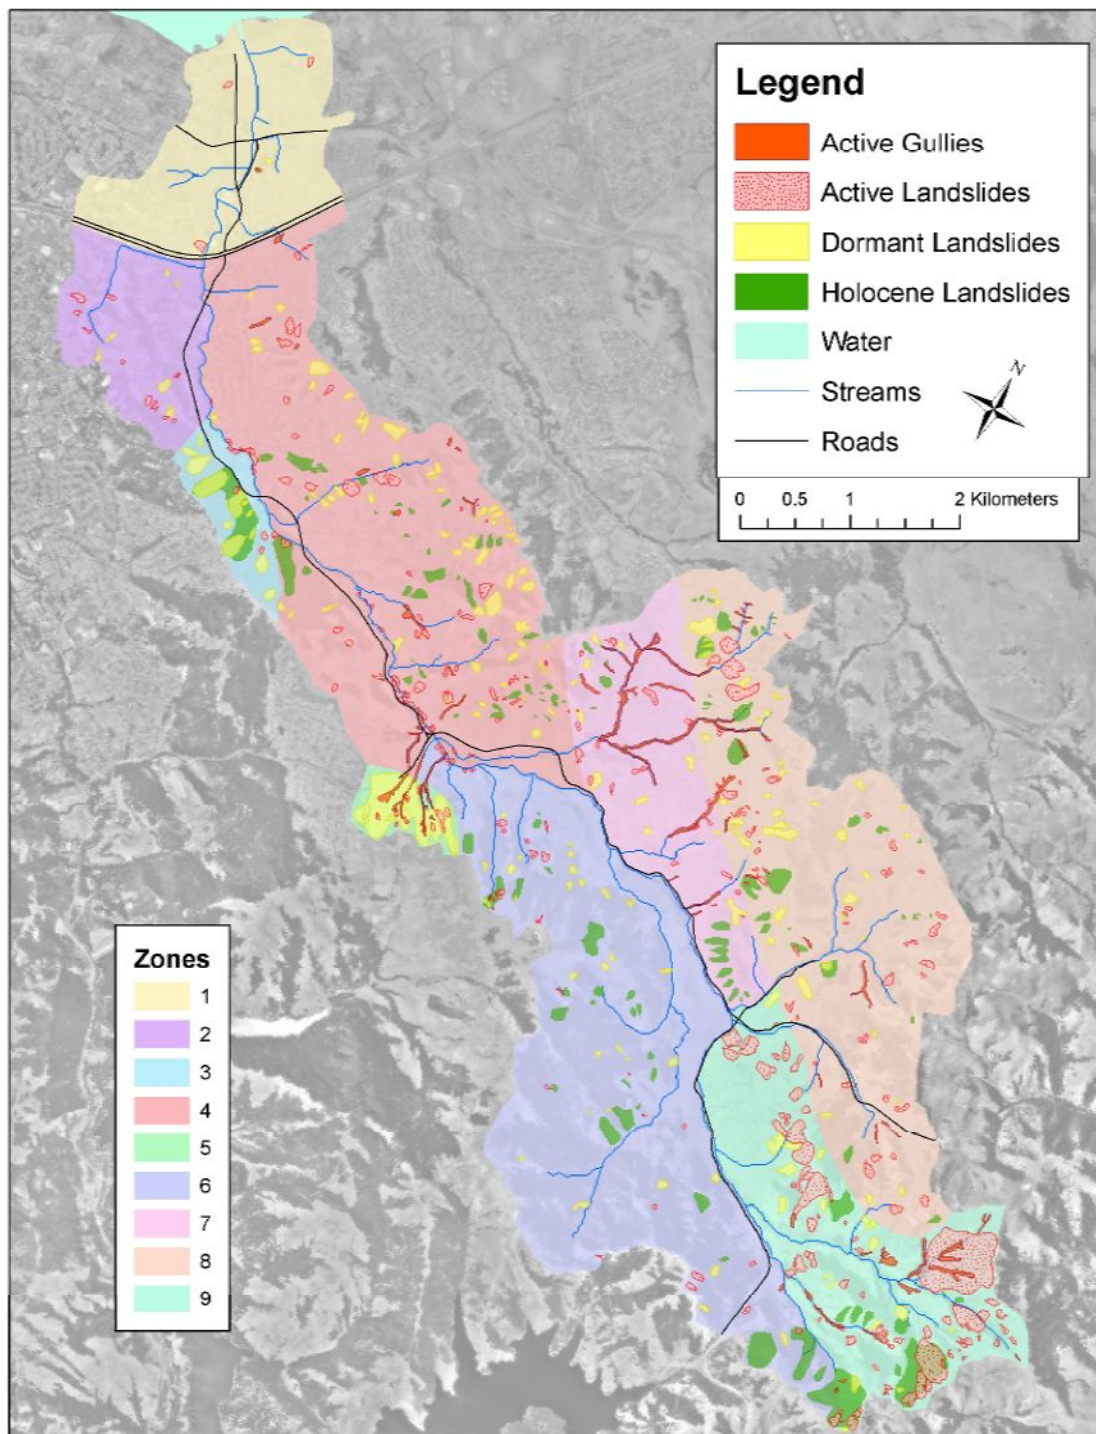 Legend
Active Gullies
Active Landslides
Dormant Landslides
Holocene Landslides
Water
Streams
Roads
N
0 0.5 1 2 Kilometers
Zones
1
2
3
4
5
6
7
8
9